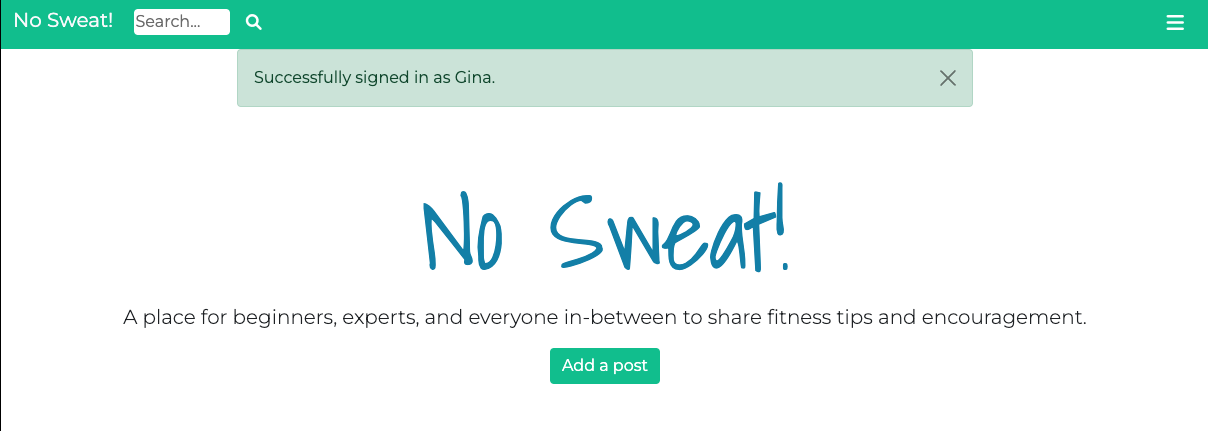 No Sweat! Search...
Successfully signed in as Gina.
No Sweat!
A place for beginners, experts, and everyone in-between to share fitness tips and encouragement.
Add a post